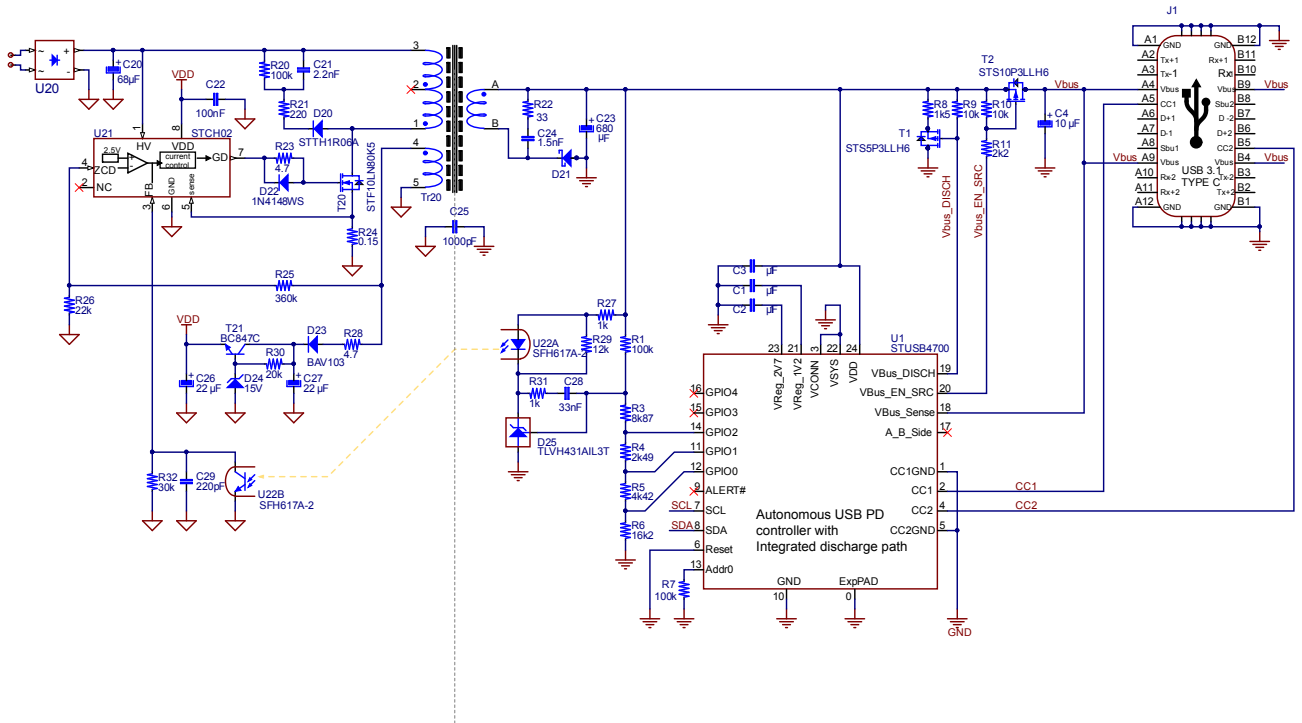 J1
U20
C20
68µF
VDD
C22
100nF
R20
100k
C21
2.2nF
R21
220
D20
STTH1R06A
U21
STCH02
1
8
HV
VDD
2.5V
+
-
current
control
GD
7
4
ZCD
2
NC
FB
GND
sense
3
6
5
R23
4.7
D22
1N4148WS
T20
STF10LN80K5
R24
0.15
3
2
1
4
5
Tr20
A
B
C25
1000pF
R22
33
C24
1.5nF
D21
C23
680
µF
R25
360k
R26
22k
VDD
T21
BC847C
D23
BAV103
R28
4.7
R30
20k
C26
22 µF
D24
15V
C27
22 µF
R32
30k
C29
220pF
U22B
SFH617A-2
U22A
SFH617A-2
R27
1k
R29
12k
R31
1k
C28
33nF
D25
TLVH431AIL3T
R1
100k
R3
8k87
R4
2k49
R5
4k42
R6
16k2
C3
µF
C1
µF
C2
µF
R7
100k
U1
STUSB4700
23
21
3
22
24
VReg_2V7
VReg_1V2
VCONN
VSYS
VDD
16 GPIO4
15 GPIO3
14 GPIO2
11 GPIO1
12 GPIO0
9 ALERT#
SCL 7 SCL
SDA 8 SDA
6 Reset
13 Addr0
VBus_DISCH 19
VBus_EN_SRC 20
VBus_Sense 18
A_B_Side 17
CC1GND 1
CC1 2
CC2 4
CC2GND 5
Autonomous USB PD
controller with
Integrated discharge path
GND
10
ExpPAD
0
GND
CC1
CC2
T2
STS10P3LLH6
R8
1k5
R9
10k
R10
10k
R11
2k2
T1
STS5P3LLH6
C4
10 µF
Vbus_DISCH
Vbus_EN_SRC
A1 GND
A2 Tx+1
A3 Tx-1
A4 Vbus
A5 CC1
A6 D+1
A7 D-1
A8 Sbu1
Vbus A9 Vbus
A10 Rx-2
A11 Rx+2
A12 GND
GND B12
Rx+1 B11
B10
Vbus B9 Vbus
Sbu2 B8
D -2 B7
D+2 B6
CC2 B5
Vbus B4 Vbus
Tx-2 B3
Tx+2 B2
GND B1
USB 3.1
TYPE C